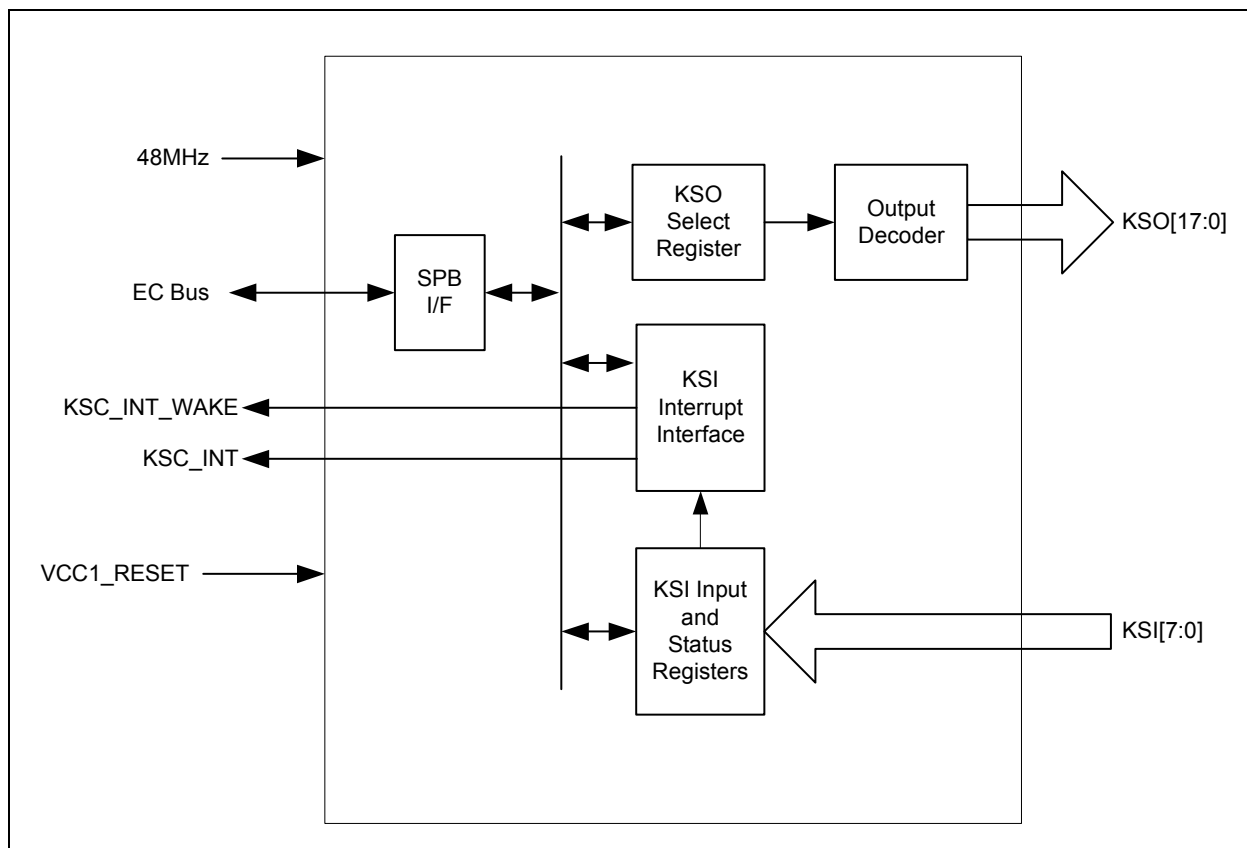 48MHz
EC Bus
KSC_INT_WAKE
KSC_INT
VCC1_RESET
SPB
I/F
KSO
Select
Register
Output
Decoder
KSO[17:0]
KSI
Interrupt
Interface
KSI Input
and
Status
Registers
KSI[7:0]